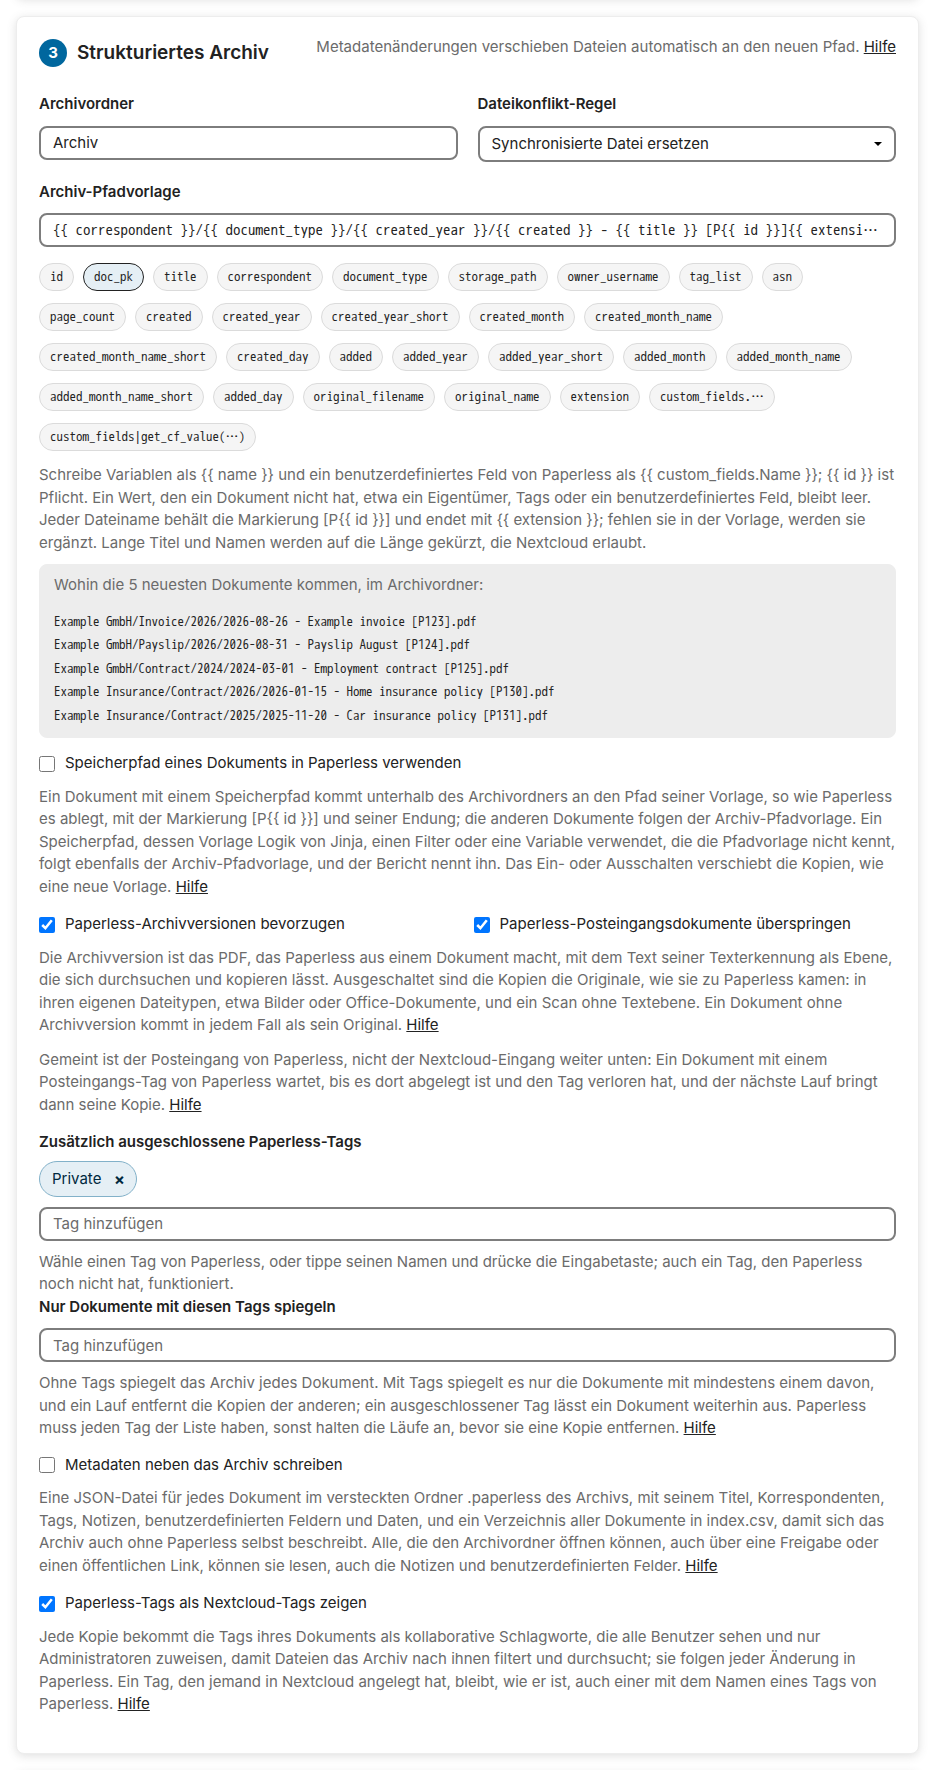 3 Strukturiertes Archiv
Metadatenänderungen verschieben Dateien automatisch an den neuen Pfad. Hilfe
Archivordner
Dateikonflikt-Regel
Archiv
Synchronisierte Datei ersetzen
Archiv-Pfadvorlage
{{ correspondent }}/{{ document_type }}/{{ created_year }}/{{ created }} - {{ title }} [P{{ id }}]{{ extensi···
id doc_pk title correspondent document_type storage_path owner_username tag_list asn
page_count created created_year created_year_short created_month created_month_name
created_month_name_short created_day added added_year added_year_short added_month added_month_name
added_month_name_short added_day original_filename original_name extension custom_fields.···
custom_fields|get_cf_value(···)
Schreibe Variablen als {{ name }} und ein benutzerdefiniertes Feld von Paperless als {{ custom_fields.Name }}; {{ id }} ist
Pflicht. Ein Wert, den ein Dokument nicht hat, etwa ein Eigentümer, Tags oder ein benutzerdefiniertes Feld, bleibt leer.
Jeder Dateiname behält die Markierung [P{{ id }}] und endet mit {{ extension }}; fehlen sie in der Vorlage, werden sie
ergänzt. Lange Titel und Namen werden auf die Länge gekürzt, die Nextcloud erlaubt.
Wohin die 5 neuesten Dokumente kommen, im Archivordner:
Example GmbH/Invoice/2026/2026-08-26 - Example invoice [P123].pdf
Example GmbH/Payslip/2026/2026-08-31 - Payslip August [P124].pdf
Example GmbH/Contract/2024/2024-03-01 - Employment contract [P125].pdf
Example Insurance/Contract/2026/2026-01-15 - Home insurance policy [P130].pdf
Example Insurance/Contract/2025/2025-11-20 - Car insurance policy [P131].pdf
Speicherpfad eines Dokuments in Paperless verwenden
Ein Dokument mit einem Speicherpfad kommt unterhalb des Archivordners an den Pfad seiner Vorlage, so wie Paperless
es ablegt, mit der Markierung [P{{ id }}] und seiner Endung; die anderen Dokumente folgen der Archiv-Pfadvorlage. Ein
Speicherpfad, dessen Vorlage Logik von Jinja, einen Filter oder eine Variable verwendet, die die Pfadvorlage nicht kennt,
folgt ebenfalls der Archiv-Pfadvorlage, und der Bericht nennt ihn. Das Ein- oder Ausschalten verschiebt die Kopien, wie
eine neue Vorlage. Hilfe
Paperless-Archivversionen bevorzugen
Paperless-Posteingangsdokumente überspringen
Die Archivversion ist das PDF, das Paperless aus einem Dokument macht, mit dem Text seiner Texterkennung als Ebene,
die sich durchsuchen und kopieren lässt. Ausgeschaltet sind die Kopien die Originale, wie sie zu Paperless kamen: in
ihren eigenen Dateitypen, etwa Bilder oder Office-Dokumente, und ein Scan ohne Textebene. Ein Dokument ohne
Archivversion kommt in jedem Fall als sein Original. Hilfe
Gemeint ist der Posteingang von Paperless, nicht der Nextcloud-Eingang weiter unten: Ein Dokument mit einem
Posteingangs-Tag von Paperless wartet, bis es dort abgelegt ist und den Tag verloren hat, und der nächste Lauf bringt
dann seine Kopie. Hilfe
Zusätzlich ausgeschlossene Paperless-Tags
Private ×
Tag hinzufügen
Wähle einen Tag von Paperless, oder tippe seinen Namen und drücke die Eingabetaste; auch ein Tag, den Paperless
noch nicht hat, funktioniert.
Nur Dokumente mit diesen Tags spiegeln
Tag hinzufügen
Ohne Tags spiegelt das Archiv jedes Dokument. Mit Tags spiegelt es nur die Dokumente mit mindestens einem davon,
und ein Lauf entfernt die Kopien der anderen; ein ausgeschlossener Tag lässt ein Dokument weiterhin aus. Paperless
muss jeden Tag der Liste haben, sonst halten die Läufe an, bevor sie eine Kopie entfernen. Hilfe
Metadaten neben das Archiv schreiben
Eine JSON-Datei für jedes Dokument im versteckten Ordner .paperless des Archivs, mit seinem Titel, Korrespondenten,
Tags, Notizen, benutzerdefinierten Feldern und Daten, und ein Verzeichnis aller Dokumente in index.csv, damit sich das
Archiv auch ohne Paperless selbst beschreibt. Alle, die den Archivordner öffnen können, auch über eine Freigabe oder
einen öffentlichen Link, können sie lesen, auch die Notizen und benutzerdefinierten Felder. Hilfe
Paperless-Tags als Nextcloud-Tags zeigen
Jede Kopie bekommt die Tags ihres Dokuments als kollaborative Schlagworte, die alle Benutzer sehen und nur
Administratoren zuweisen, damit Dateien das Archiv nach ihnen filtert und durchsucht; sie folgen jeder Änderung in
Paperless. Ein Tag, den jemand in Nextcloud angelegt hat, bleibt, wie er ist, auch einer mit dem Namen eines Tags von
Paperless. Hilfe